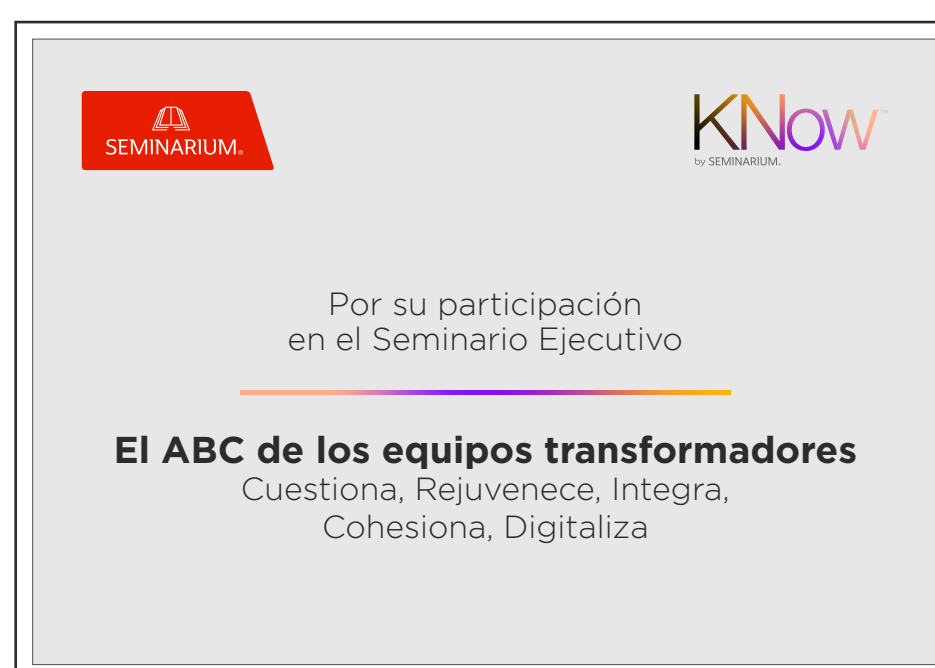 SEMINARIUM®
KNow™
by SEMINARIUM®
Por su participación
en el Seminario Ejecutivo
El ABC de los equipos transformadores
Cuestiona, Rejuvenece, Integra,
Cohesiona, Digitaliza